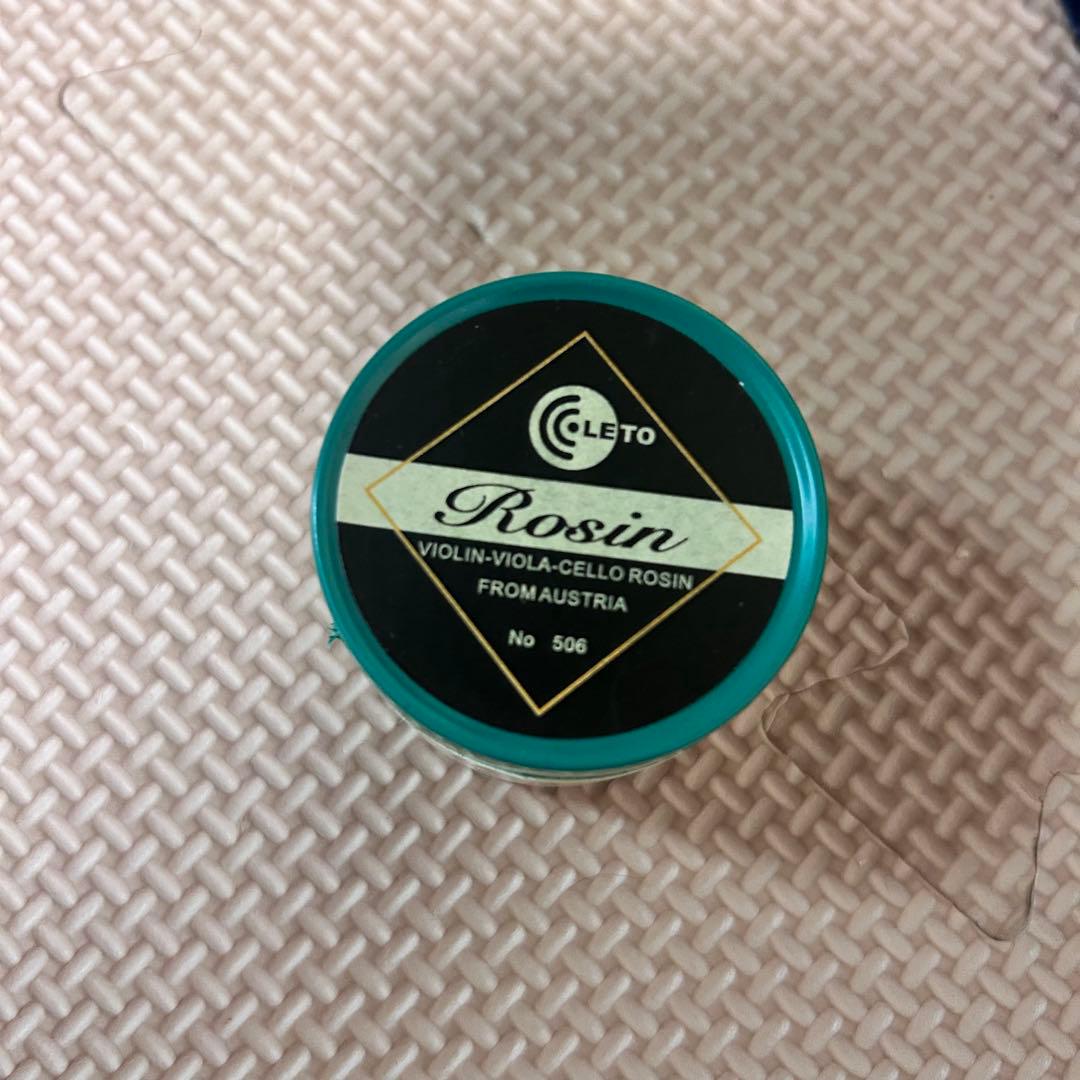 LETO
Rosin
VIOLIN-VIOLA-CELLO ROSIN
FROM AUSTRIA
No 506